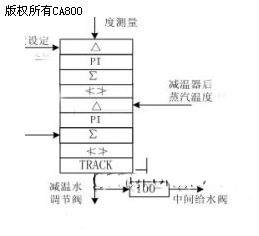 版权所有CA800
度测量
设定
△
PI
Σ
<>
△
减温器后
蒸汽温度
PI
Σ
<>
TRACK
减温水
调节阀
100
中间给水阀